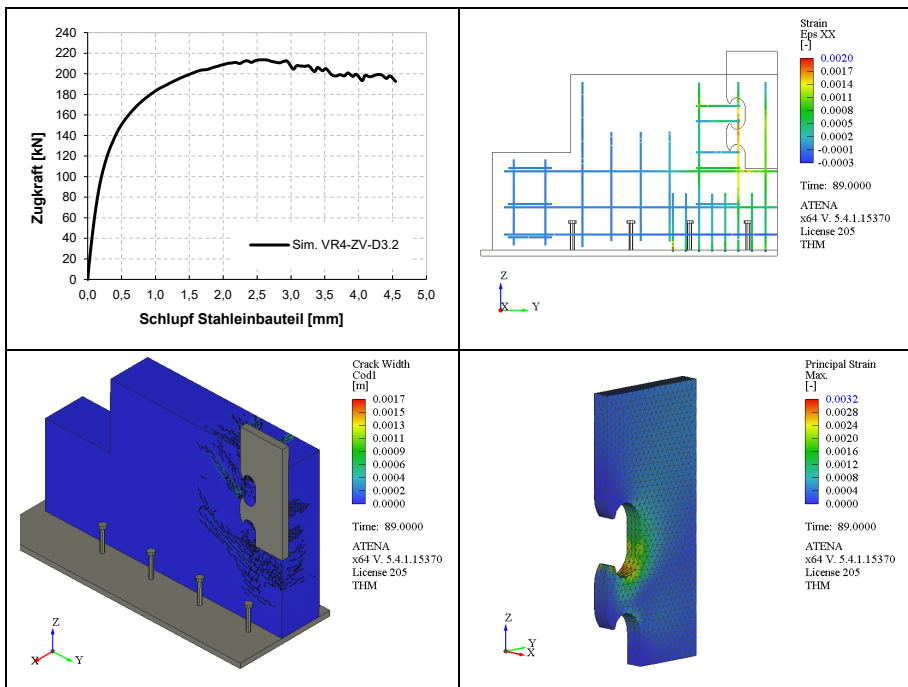 240
220
200
180
160
140
120
100
80
60
40
20
0
Zugkraft [kN]
Sim. VR4-ZV-D3.2
0,0 0,5 1,0 1,5 2,0 2,5 3,0 3,5 4,0 4,5 5,0
Schlupf Stahleinbauteil [mm]
Strain
Eps XX
[-]
0.0020
0.0017
0.0014
0.0011
0.0008
0.0005
0.0002
-0.0001
-0.0003
Time: 89.0000
ATENA
x64 V. 5.4.1.15370
License 205
THM
Z
X Y
Crack Width
Cod1
[m]
0.0017
0.0015
0.0013
0.0011
0.0009
0.0006
0.0004
0.0002
0.0000
Time: 89.0000
ATENA
x64 V. 5.4.1.15370
License 205
THM
Z
X Y
Principal Strain
Max.
[-]
0.0032
0.0028
0.0024
0.0020
0.0016
0.0012
0.0008
0.0004
0.0000
Time: 89.0000
ATENA
x64 V. 5.4.1.15370
License 205
THM
Z
Y
X